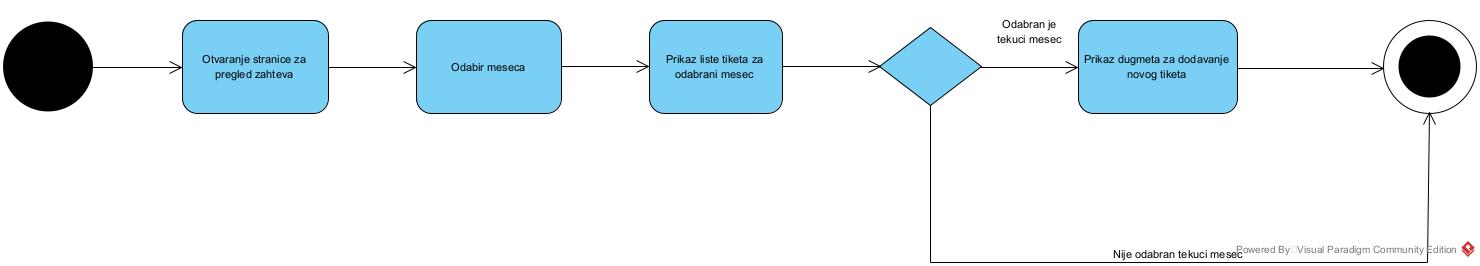 Otvaranje stranice za
pregled zahteva
Odabir meseca
Prikaz liste tiketa za
odabrani mesec
Odabran je
tekuci mesec
Prikaz dugmeta za dodavanje
novog tiketa
Nije odabran tekuci mesec
Powered By Visual Paradigm Community Edition